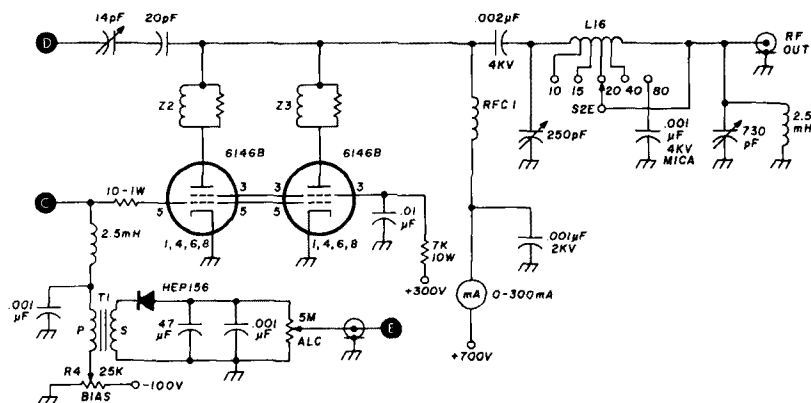 D
14pF
20pF
.002µF
4KV
L16
RF
OUT
10
15
20
40
80
S2E
Z2
Z3
RFC1
250pF
.001
µF
4KV
MICA
730
pF
2.5
mH
6146B
6146B
C
10-1W
5
3
3
5
5
3
1,4,6,8
1,4,6,8
.01
µF
7K
10W
+300V
.001µF
2KV
2.5mH
mA
0-300mA
+700V
.001
µF
T1
P
S
HEP156
47
µF
.001
µF
5M
ALC
E
R4
25K
BIAS
-100V